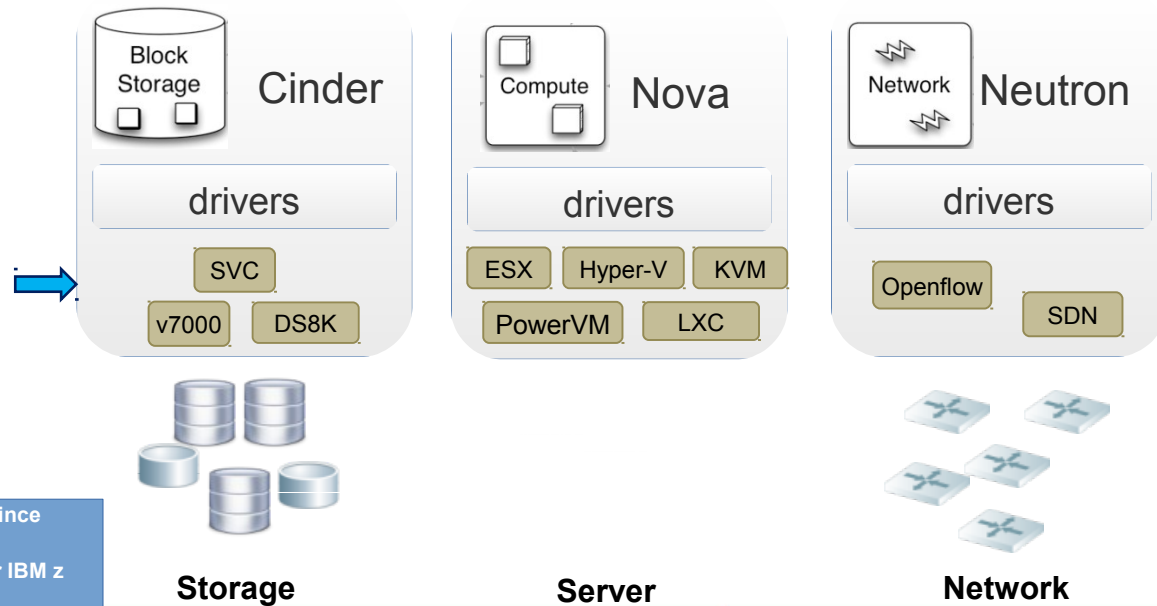 Block
Storage
Cinder
drivers
SVC
v7000
DS8K
Storage
Compute
Nova
drivers
ESX
Hyper-V
KVM
PowerVM
LXC
Server
Network
Neutron
drivers
Openflow
SDN
Network
IBM z